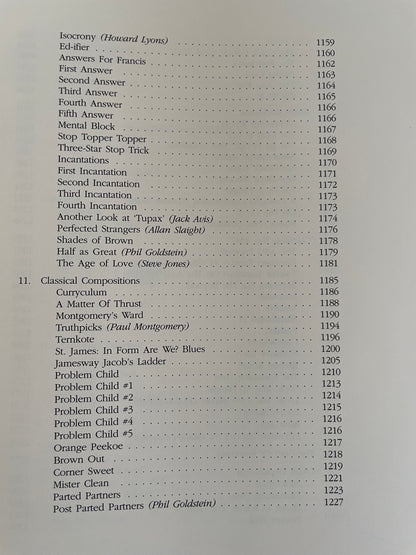 Isocrony (Howard Lyons) 1159
Ed-ifier 1160
Answers For Francis 1162
First Answer 1163
Second Answer 1164
Third Answer 1165
Fourth Answer 1166
Fifth Answer 1166
Mental Block 1167
Stop Topper Topper 1168
Three-Star Stop Trick 1169
Incantations 1170
First Incantation 1171
Second Incantation 1172
Third Incantation 1173
Fourth Incantation 1173
Another Look at 'Tupax' (Jack Avis) 1174
Perfected Strangers (Allan Slaight) 1176
Shades of Brown 1178
Half as Great (Phil Goldstein) 1179
The Age of Love (Steve Jones) 1181
11. Classical Compositions 1185
Curryculum 1186
A Matter Of Thrust 1188
Montgomery's Ward 1190
Truthpicks (Paul Montgomery) 1194
Ternkote 1196
St. James: In Form Are We? Blues 1200
Jamesway Jacob's Ladder 1205
Problem Child 1210
Problem Child #1 1213
Problem Child #2 1214
Problem Child #3 1215
Problem Child #4 1216
Problem Child #5 1216
Orange Peekoe 1217
Brown Out 1218
Corner Sweet 1219
Mister Clean 1221
Parted Partners 1223
Post Parted Partners (Phil Goldstein) 1227